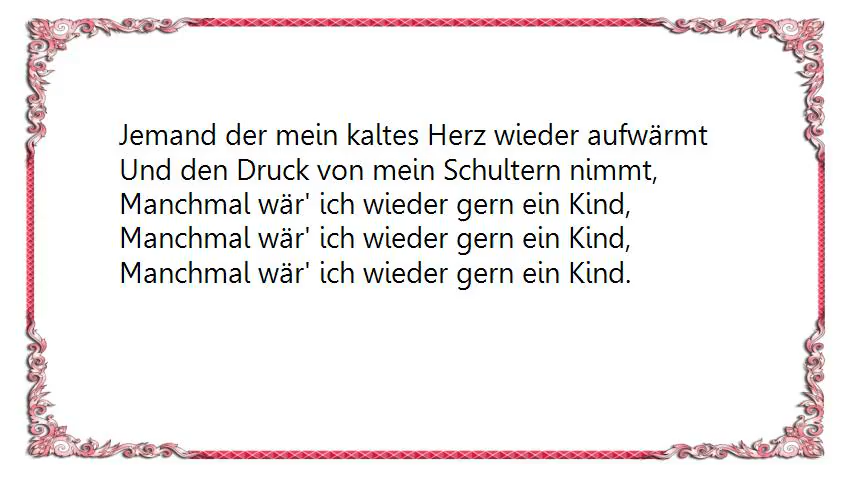 Jemand der mein kaltes Herz wieder aufwärmt
Und den Druck von mein Schultern nimmt,
Manchmal wär' ich wieder gern ein Kind,
Manchmal wär' ich wieder gern ein Kind,
Manchmal wär' ich wieder gern ein Kind.